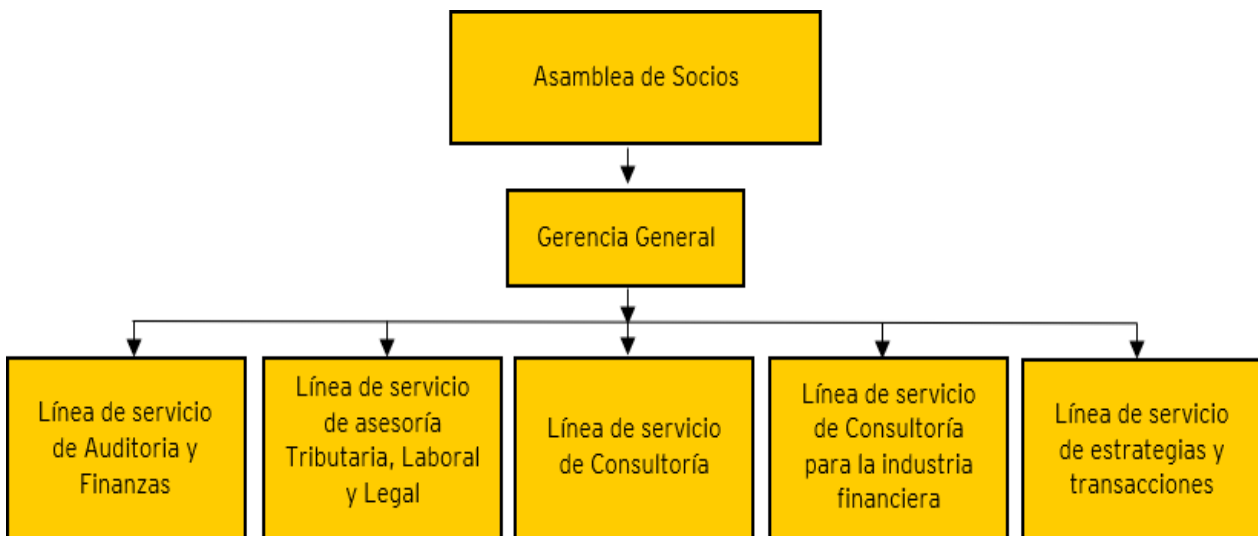 Asamblea de Socios
Gerencia General
Línea de servicio
de Auditoria y
Finanzas
Línea de servicio
de asesoría
Tributaria, Laboral
y Legal
Línea de servicio
de Consultoría
Línea de servicio
de Consultoría
para la industria
financiera
Línea de servicio
de estrategias y
transacciones